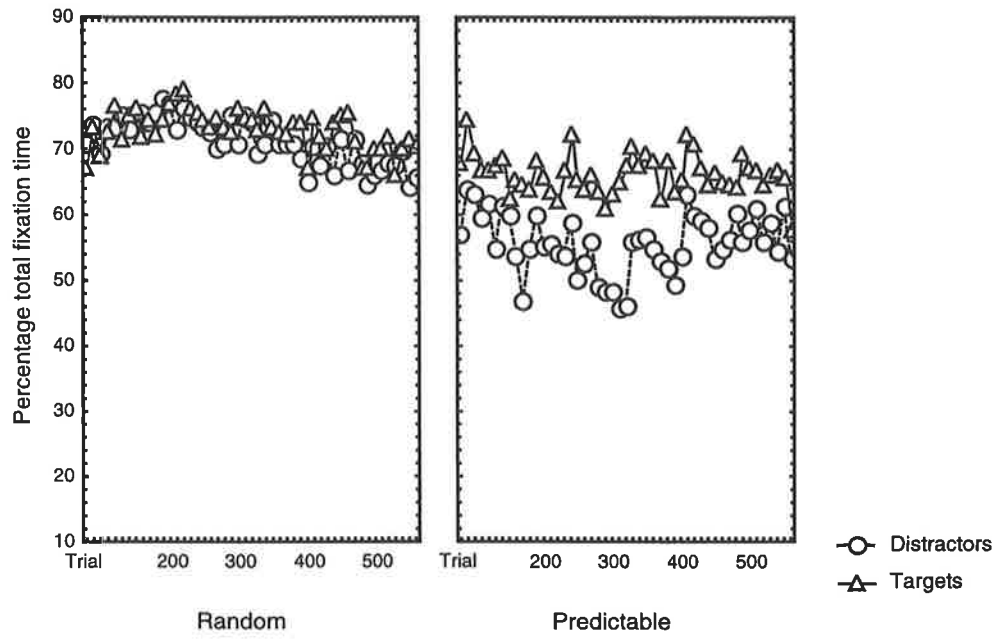 Percentage total fixation time
90
80
70
60
50
40
30
20
10
Trial 200 300 400 500
Trial 200 300 400 500
Random
Predictable
Distractors
Targets